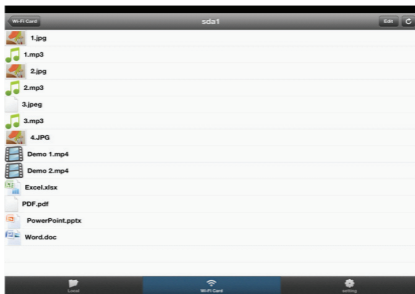 Wi-Fi Card
sda1
Edit
1.jpg
1.mp3
2.jpg
2.mp3
3.jpeg
3.mp3
4.JPG
Demo 1.mp4
Demo 2.mp4
Excel.xlsx
PDF.pdf
PowerPoint.pptx
Word.doc
Local
Wi-Fi Card
setting